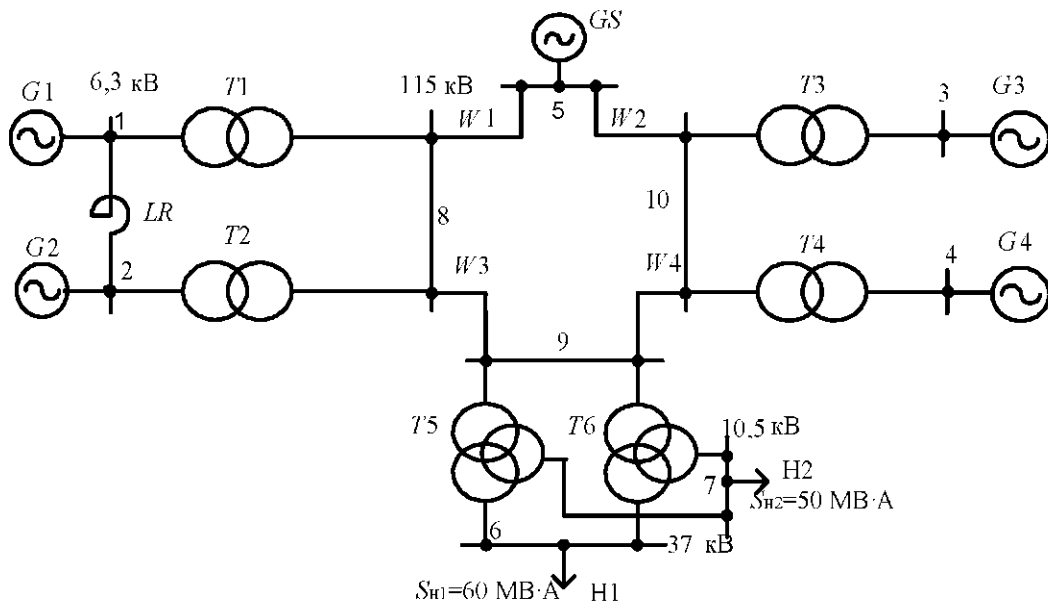 GS
6,3 кВ
T1
115 кВ
G1
1
W1
5
W2
T3
3
G3
LR
8
10
G2
2
T2
W3
W4
T4
4
G4
9
T5
T6
10,5 кВ
7
H2
Sн2=50 МВ·А
6
37 кВ
Sн1=60 МВ·А
H1